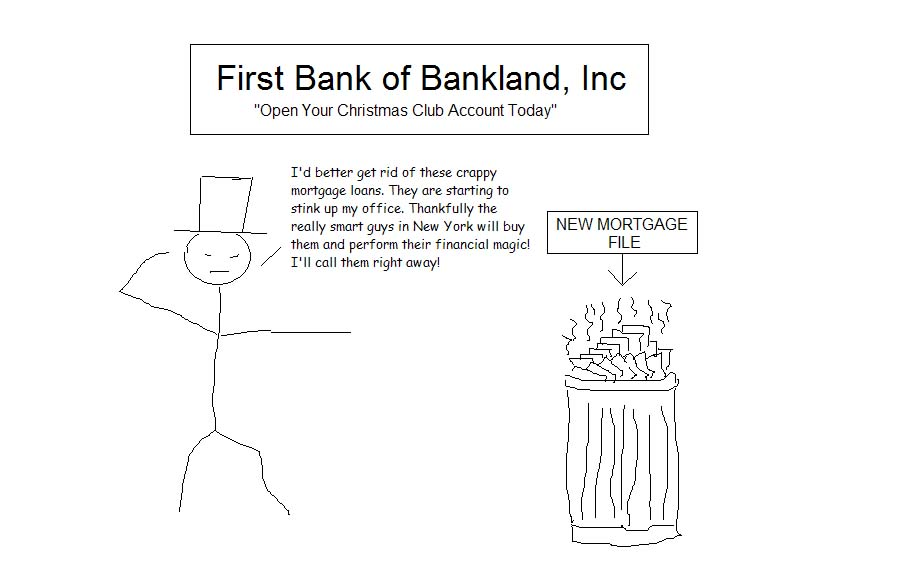 First Bank of Bankland, Inc
"Open Your Christmas Club Account Today"
I'd better get rid of these crappy
mortgage loans. They are starting to
stink up my office. Thankfully the
really smart guys in New York will buy
them and perform their financial magic!
I'll call them right away!
NEW MORTGAGE
FILE